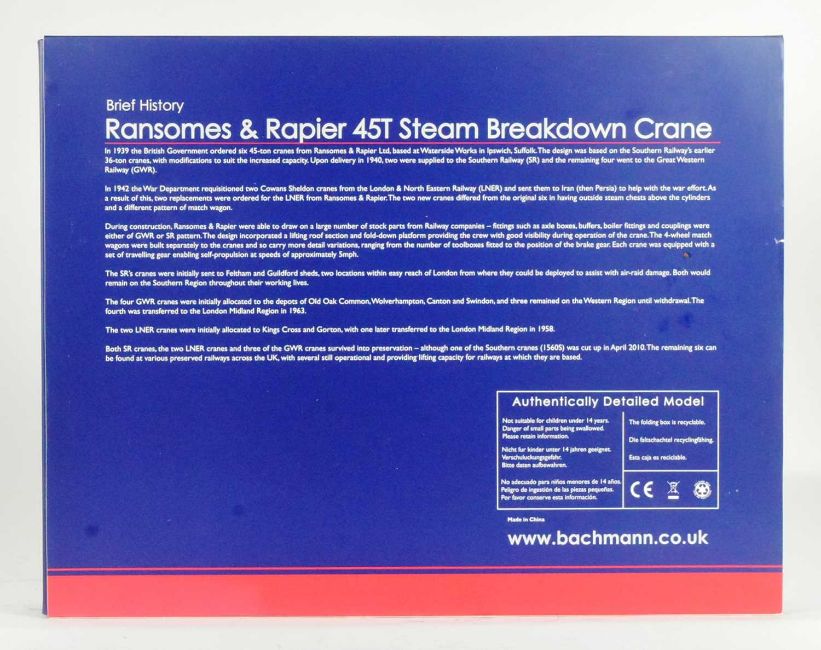 Brief History
Ransomes & Rapier 45T Steam Breakdown Crane
In 1939 the British Government ordered six 45-ton cranes from Ransomes & Rapier Ltd, based at Waterside Works in Ipswich, Suffolk. The design was based on the Southern Railway's earlier
36-ton cranes, with modifications to suit the increased capacity. Upon delivery in 1940, two were supplied to the Southern Railway (SR) and the remaining four went to the Great Western
Railway (GWR).
In 1942 the War Department requisitioned two Cowans Sheldon cranes from the London & North Eastern Railway (LNER) and sent them to Iran (then Persia) to help with the war effort. As
a result of this, two replacements were ordered for the LNER from Ransomes & Rapier. The two new cranes differed from the original six in having outside steam chests above the cylinders
and a different pattern of match wagon.
During construction, Ransomes & Rapier were able to draw on a large number of stock parts from Railway companies – fittings such as axle boxes, buffers, boiler fittings and couplings were
either of GWR or SR pattern. The design incorporated a lifting roof section and fold-down platform providing the crew with good visibility during operation of the crane. The 4-wheel match
wagons were built separately to the cranes and so carry more detail variations, ranging from the number of toolboxes fitted to the position of the brake gear. Each crane was equipped with a
set of travelling gear enabling self-propulsion at speeds of approximately 5mph.
The SR's cranes were initially sent to Feltham and Guildford sheds, two locations within easy reach of London from where they could be deployed to assist with air-raid damage. Both would
remain on the Southern Region throughout their working lives.
The four GWR cranes were initially allocated to the depots of Old Oak Common, Wolverhampton, Canton and Swindon, and three remained on the Western Region until withdrawal. The
fourth was transferred to the London Midland Region in 1963.
The two LNER cranes were initially allocated to Kings Cross and Gorton, with one later transferred to the London Midland Region in 1958.
Both SR cranes, the two LNER cranes and three of the GWR cranes survived into preservation – although one of the Southern cranes (1560S) was cut up in April 2010. The remaining six can
be found at various preserved railways across the UK, with several still operational and providing lifting capacity for railways at which they are based.
Authentically Detailed Model
Not suitable for children under 14 years.
Danger of small parts being swallowed.
Please retain information.
Nicht fur kinder unter 14 jahren geeignet.
Verschuluckungsgefahr.
Bitte daten aufbewahren.
No adecuado para niños menores de 14 años.
Peligro de ingestión de las piezas pequeñas.
Por favor conserve esta información.
The folding box is recyclable.
Die faltschachtel recyclingfähing.
Esta caja es reciclable.
CE
Made in China
www.bachmann.co.uk